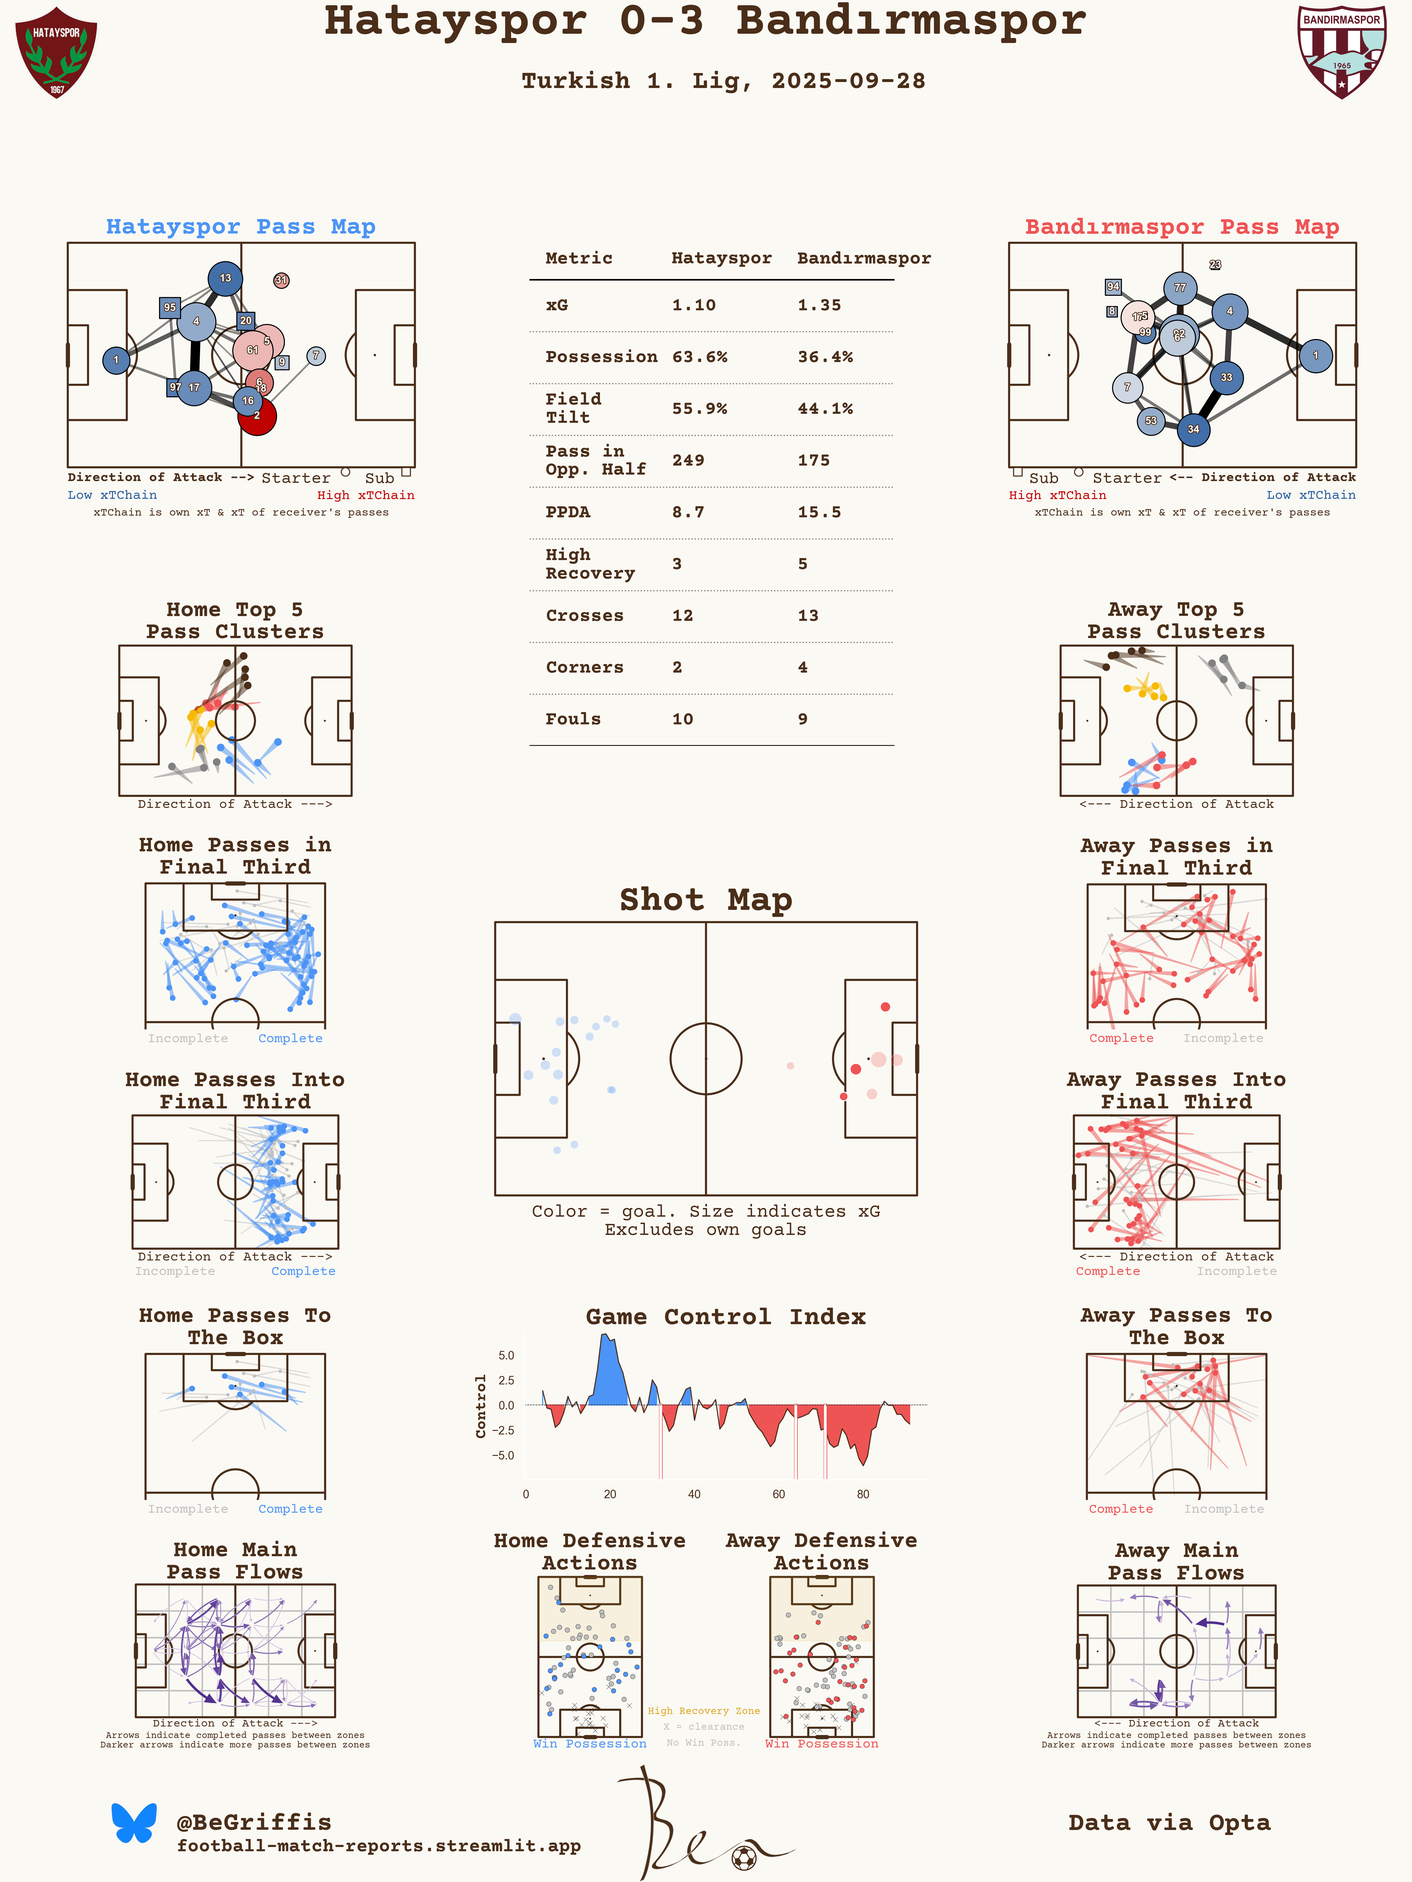 Hatayspor 0-3 Bandırmaspor
Turkish 1. Lig, 2025-09-28
HATAYSPOR
1967
BANDIRMASPOR
1965
Hatayspor Pass Map
13
31
95
4
20
5
61
1
9
7
6
18
97
17
16
2
Direction of Attack --> Starter Sub
Low xTChain High xTChain
xTChain is own xT & xT of receiver's passes
Metric Hatayspor Bandırmaspor
xG 1.10 1.35
Possession 63.6% 36.4%
Field
Tilt 55.9% 44.1%
Pass in
Opp. Half 249 175
PPDA 8.7 15.5
High
Recovery 3 5
Crosses 12 13
Corners 2 4
Fouls 10 9
Bandırmaspor Pass Map
23
94
77
8
4
99
1
33
7
53
34
Sub Starter <-- Direction of Attack
High xTChain Low xTChain
xTChain is own xT & xT of receiver's passes
Home Top 5
Pass Clusters
Direction of Attack --->
Away Top 5
Pass Clusters
<--- Direction of Attack
Home Passes in
Final Third
Incomplete Complete
Away Passes in
Final Third
Complete Incomplete
Shot Map
Color = goal. Size indicates xG
Excludes own goals
Home Passes Into
Final Third
Direction of Attack --->
Incomplete Complete
Away Passes Into
Final Third
<--- Direction of Attack
Complete Incomplete
Home Passes To
The Box
Incomplete Complete
Game Control Index
Control
5.0
2.5
0.0
−2.5
−5.0
0 20 40 60 80
Away Passes To
The Box
Complete Incomplete
Home Main
Pass Flows
Direction of Attack --->
Arrows indicate completed passes between zones
Darker arrows indicate more passes between zones
Home Defensive
Actions
Win Possession
Away Defensive
Actions
Win Possession
High Recovery Zone
X = clearance
No Win Poss.
Away Main
Pass Flows
<--- Direction of Attack
Arrows indicate completed passes between zones
Darker arrows indicate more passes between zones
@BeGriffis
football-match-reports.streamlit.app
Ben
Data via Opta